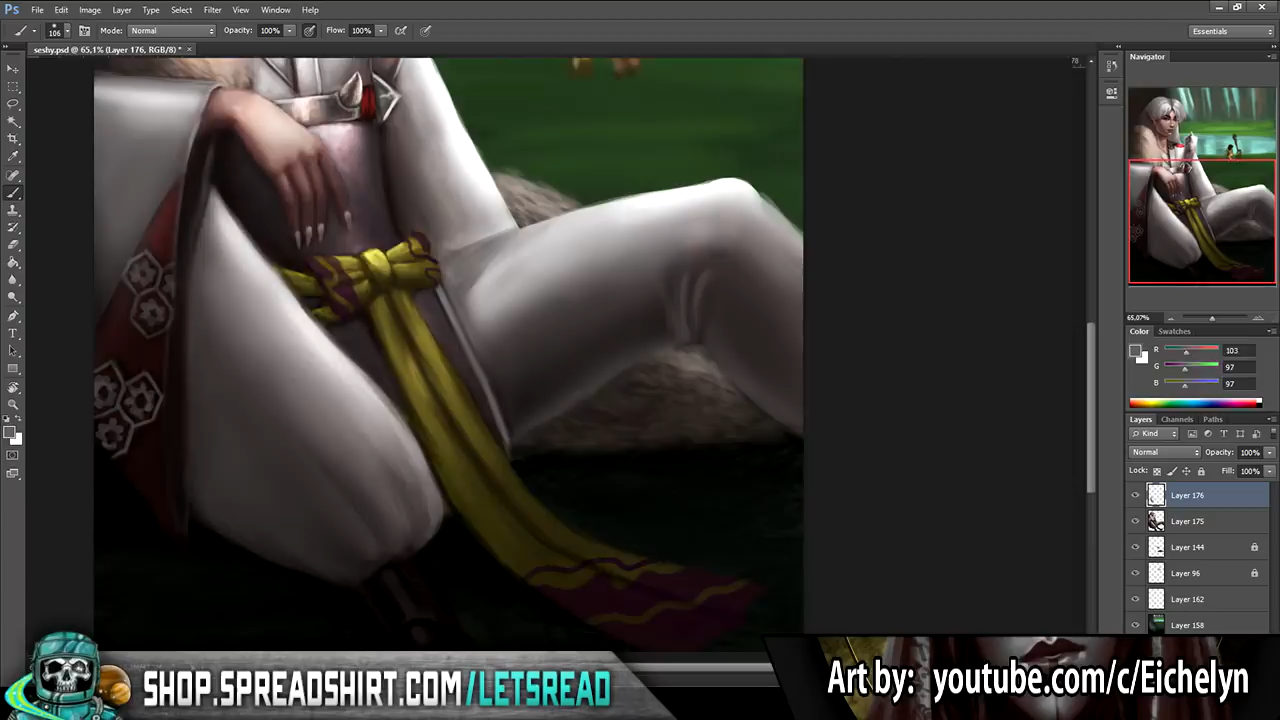 Ps File Edit Image Layer Type Select Filter View Window Help
106 Mode: Normal Opacity: 100% Flow: 100% Essentials
seshy.psd @ 65,1% (Layer 176, RGB/8) * ×
78
Navigator
65,07%
Color Swatches
R 103
G 97
B 97
Layers Channels Paths
Kind
Normal Opacity: 100%
Lock: Fill: 100%
Layer 176
Layer 175
Layer 144
Layer 96
Layer 162
Layer 158
SHOP.SPREADSHIRT.COM/LETSREAD
Art by: youtube.com/c/Eichelyn